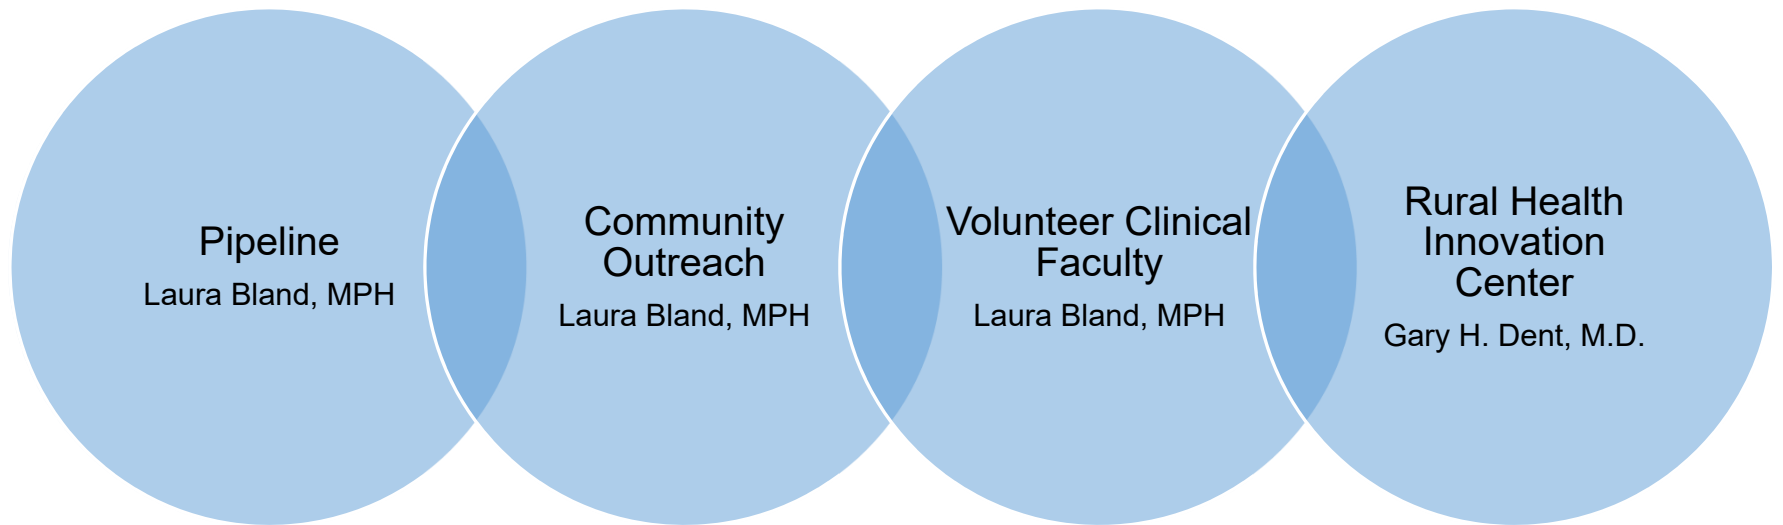 Pipeline
Laura Bland, MPH
Community
Outreach
Laura Bland, MPH
Volunteer Clinical
Faculty
Laura Bland, MPH
Rural Health
Innovation
Center
Gary H. Dent, M.D.